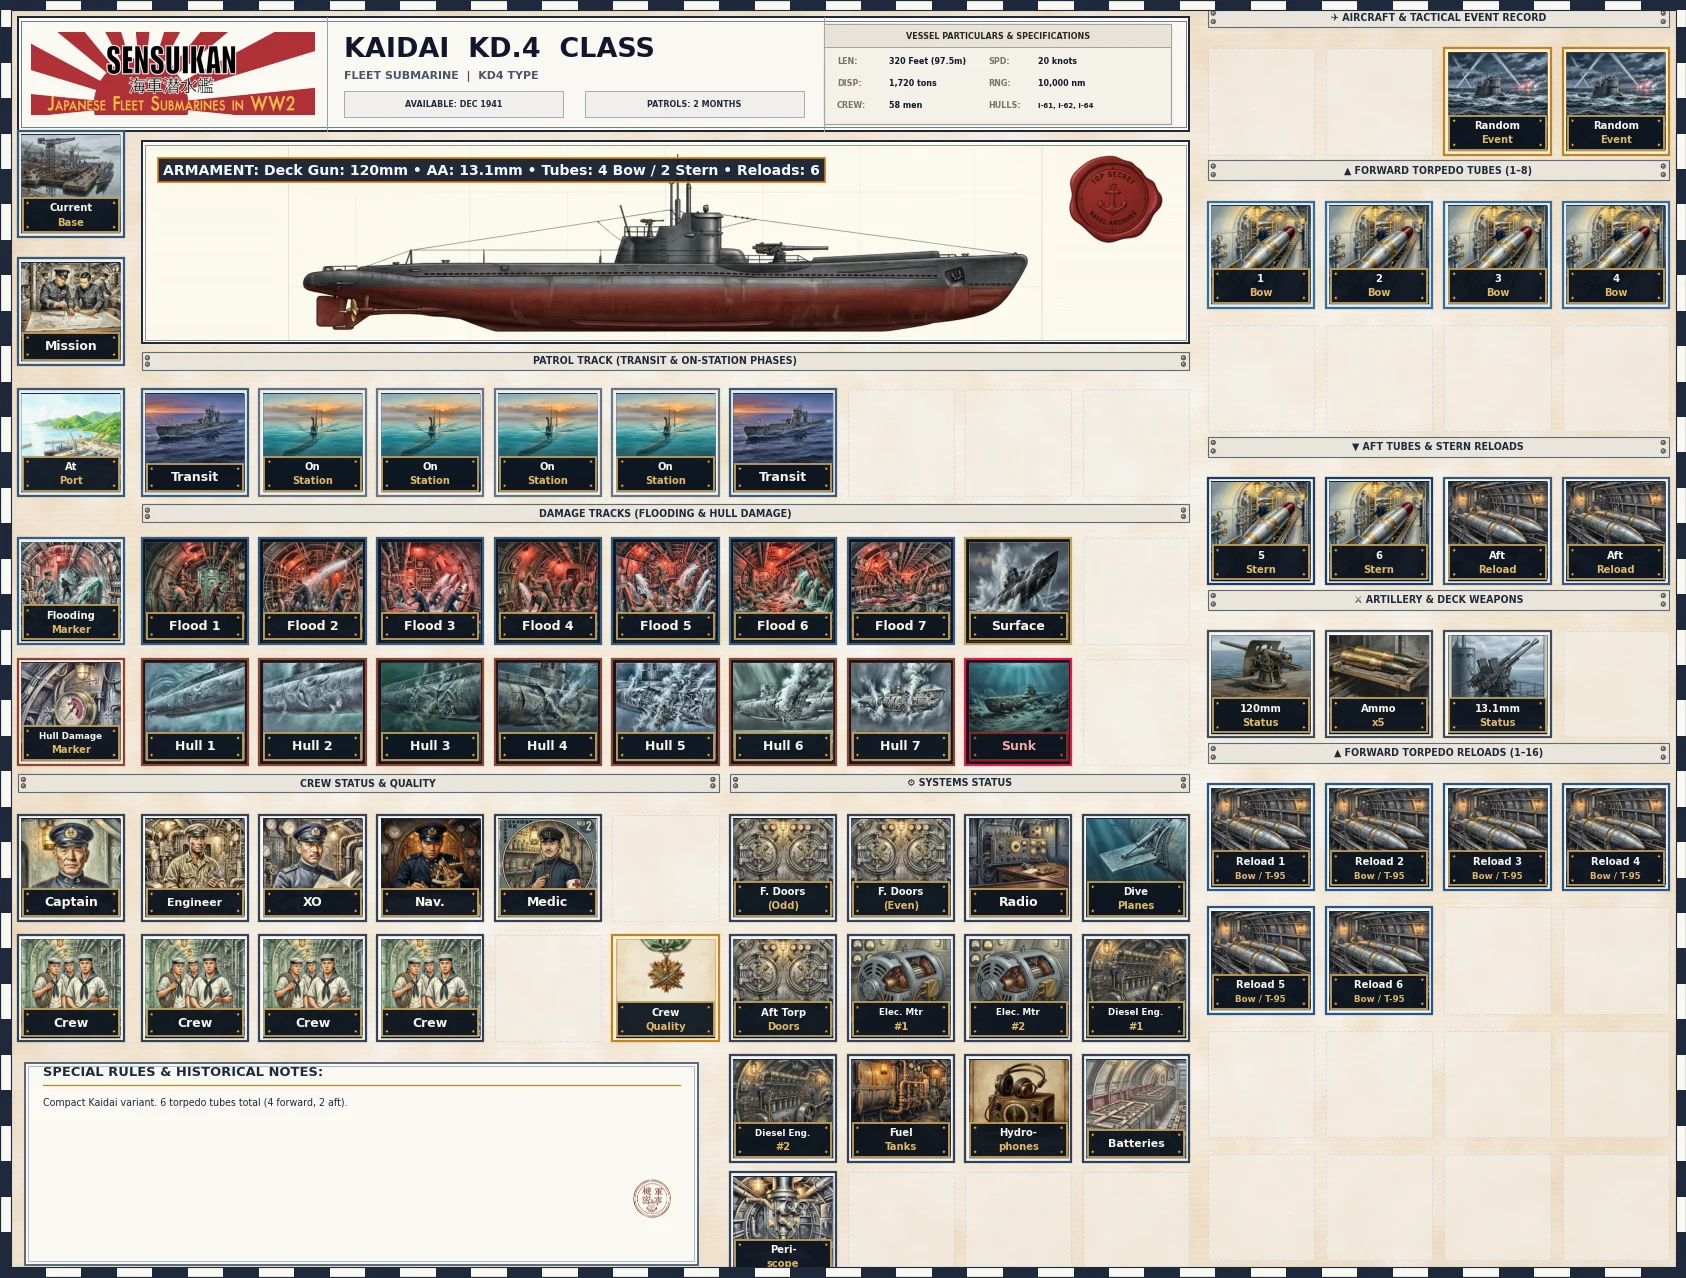 SENSUIKAN
海軍潜水艦
JAPANESE FLEET SUBMARINES IN WW2
KAIDAI KD.4 CLASS
FLEET SUBMARINE | KD4 TYPE
AVAILABLE: DEC 1941
PATROLS: 2 MONTHS
VESSEL PARTICULARS & SPECIFICATIONS
LEN: 320 Feet (97.5m) SPD: 20 knots
DISP: 1,720 tons RNG: 10,000 nm
CREW: 58 men HULLS: I-61, I-62, I-64
✈ AIRCRAFT & TACTICAL EVENT RECORD
Random
Event
Random
Event
Current
Base
Mission
ARMAMENT: Deck Gun: 120mm • AA: 13.1mm • Tubes: 4 Bow / 2 Stern • Reloads: 6
TOP SECRET
NAVAL ARCHIVES
▲ FORWARD TORPEDO TUBES (1–8)
1
Bow
2
Bow
3
Bow
4
Bow
PATROL TRACK (TRANSIT & ON-STATION PHASES)
At
Port
Transit
On
Station
On
Station
On
Station
On
Station
Transit
▼ AFT TUBES & STERN RELOADS
5
Stern
6
Stern
Aft
Reload
Aft
Reload
DAMAGE TRACKS (FLOODING & HULL DAMAGE)
Flooding
Marker
Flood 1
Flood 2
Flood 3
Flood 4
Flood 5
Flood 6
Flood 7
Surface
Hull Damage
Marker
Hull 1
Hull 2
Hull 3
Hull 4
Hull 5
Hull 6
Hull 7
Sunk
⚔ ARTILLERY & DECK WEAPONS
120mm
Status
Ammo
x5
13.1mm
Status
▲ FORWARD TORPEDO RELOADS (1–16)
Reload 1
Bow / T-95
Reload 2
Bow / T-95
Reload 3
Bow / T-95
Reload 4
Bow / T-95
Reload 5
Bow / T-95
Reload 6
Bow / T-95
CREW STATUS & QUALITY
Captain
Engineer
XO
Nav.
Medic
Crew
Crew
Crew
Crew
Crew
Quality
⚙ SYSTEMS STATUS
F. Doors
(Odd)
F. Doors
(Even)
Radio
Dive
Planes
Aft Torp
Doors
Elec. Mtr
#1
Elec. Mtr
#2
Diesel Eng.
#1
Diesel Eng.
#2
Fuel
Tanks
Hydro-
phones
Batteries
Peri-
scope
SPECIAL RULES & HISTORICAL NOTES:
Compact Kaidai variant. 6 torpedo tubes total (4 forward, 2 aft).